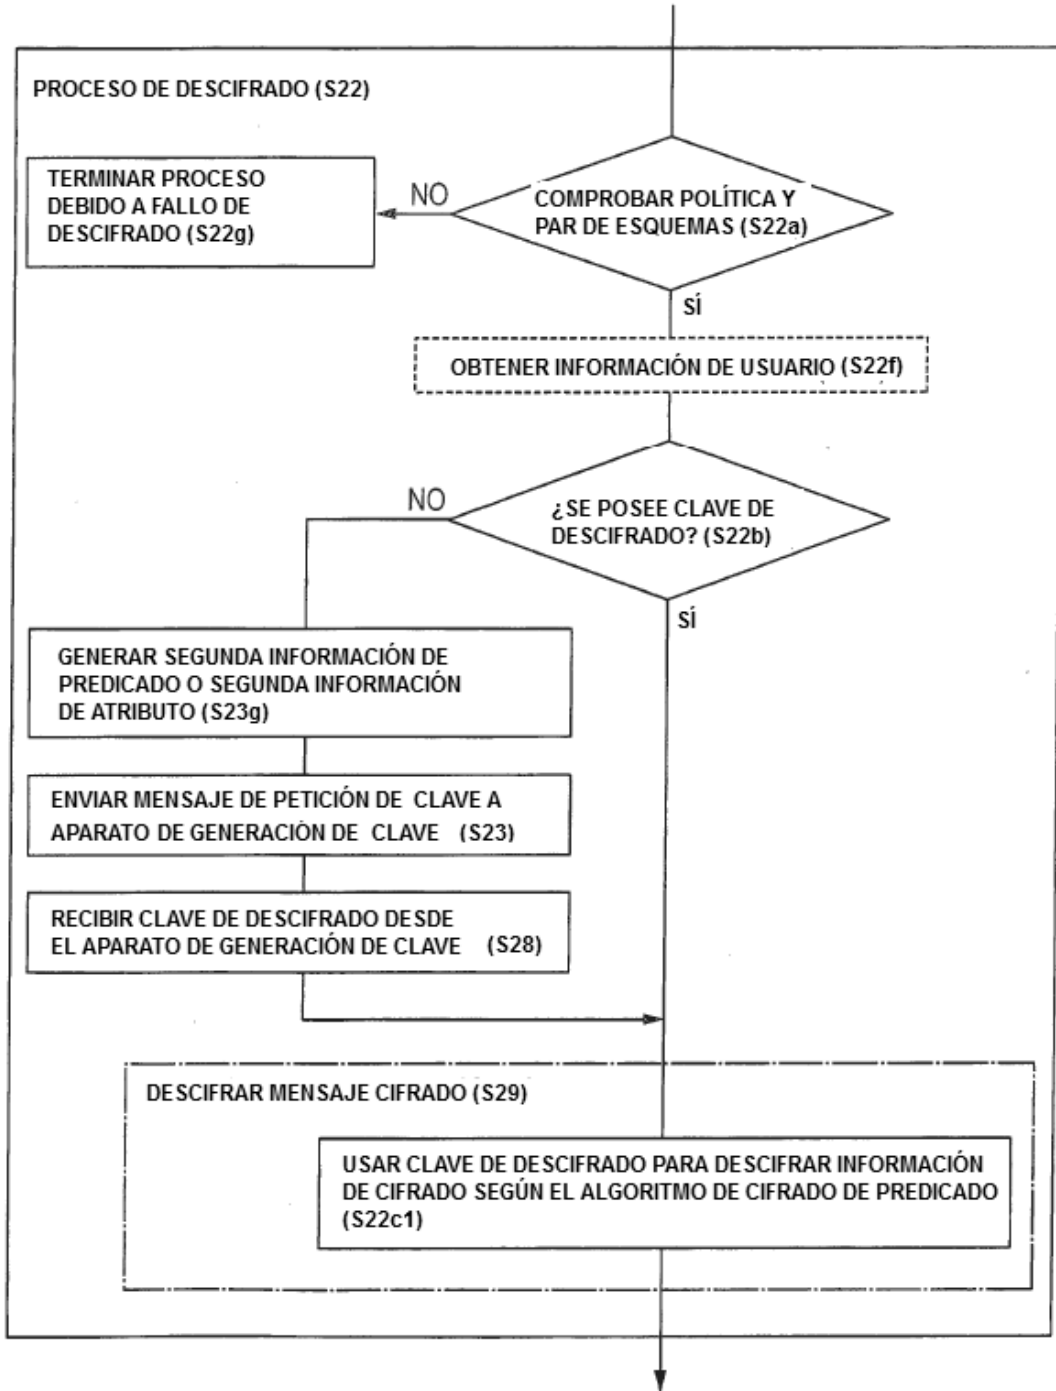 PROCESO DE DESCIFRADO (S22)
TERMINAR PROCESO
DEBIDO A FALLO DE
DESCIFRADO (S22g)
NO
COMPROBAR POLÍTICA Y
PAR DE ESQUEMAS (S22a)
SÍ
OBTENER INFORMACIÓN DE USUARIO (S22f)
NO
¿SE POSEE CLAVE DE
DESCIFRADO? (S22b)
SÍ
GENERAR SEGUNDA INFORMACIÓN DE
PREDICADO O SEGUNDA INFORMACIÓN
DE ATRIBUTO (S23g)
ENVIAR MENSAJE DE PETICIÓN DE CLAVE A
APARATO DE GENERACIÓN DE CLAVE (S23)
RECIBIR CLAVE DE DESCIFRADO DESDE
EL APARATO DE GENERACIÓN DE CLAVE (S28)
DESCIFRAR MENSAJE CIFRADO (S29)
USAR CLAVE DE DESCIFRADO PARA DESCIFRAR INFORMACIÓN
DE CIFRADO SEGÚN EL ALGORITMO DE CIFRADO DE PREDICADO
(S22c1)